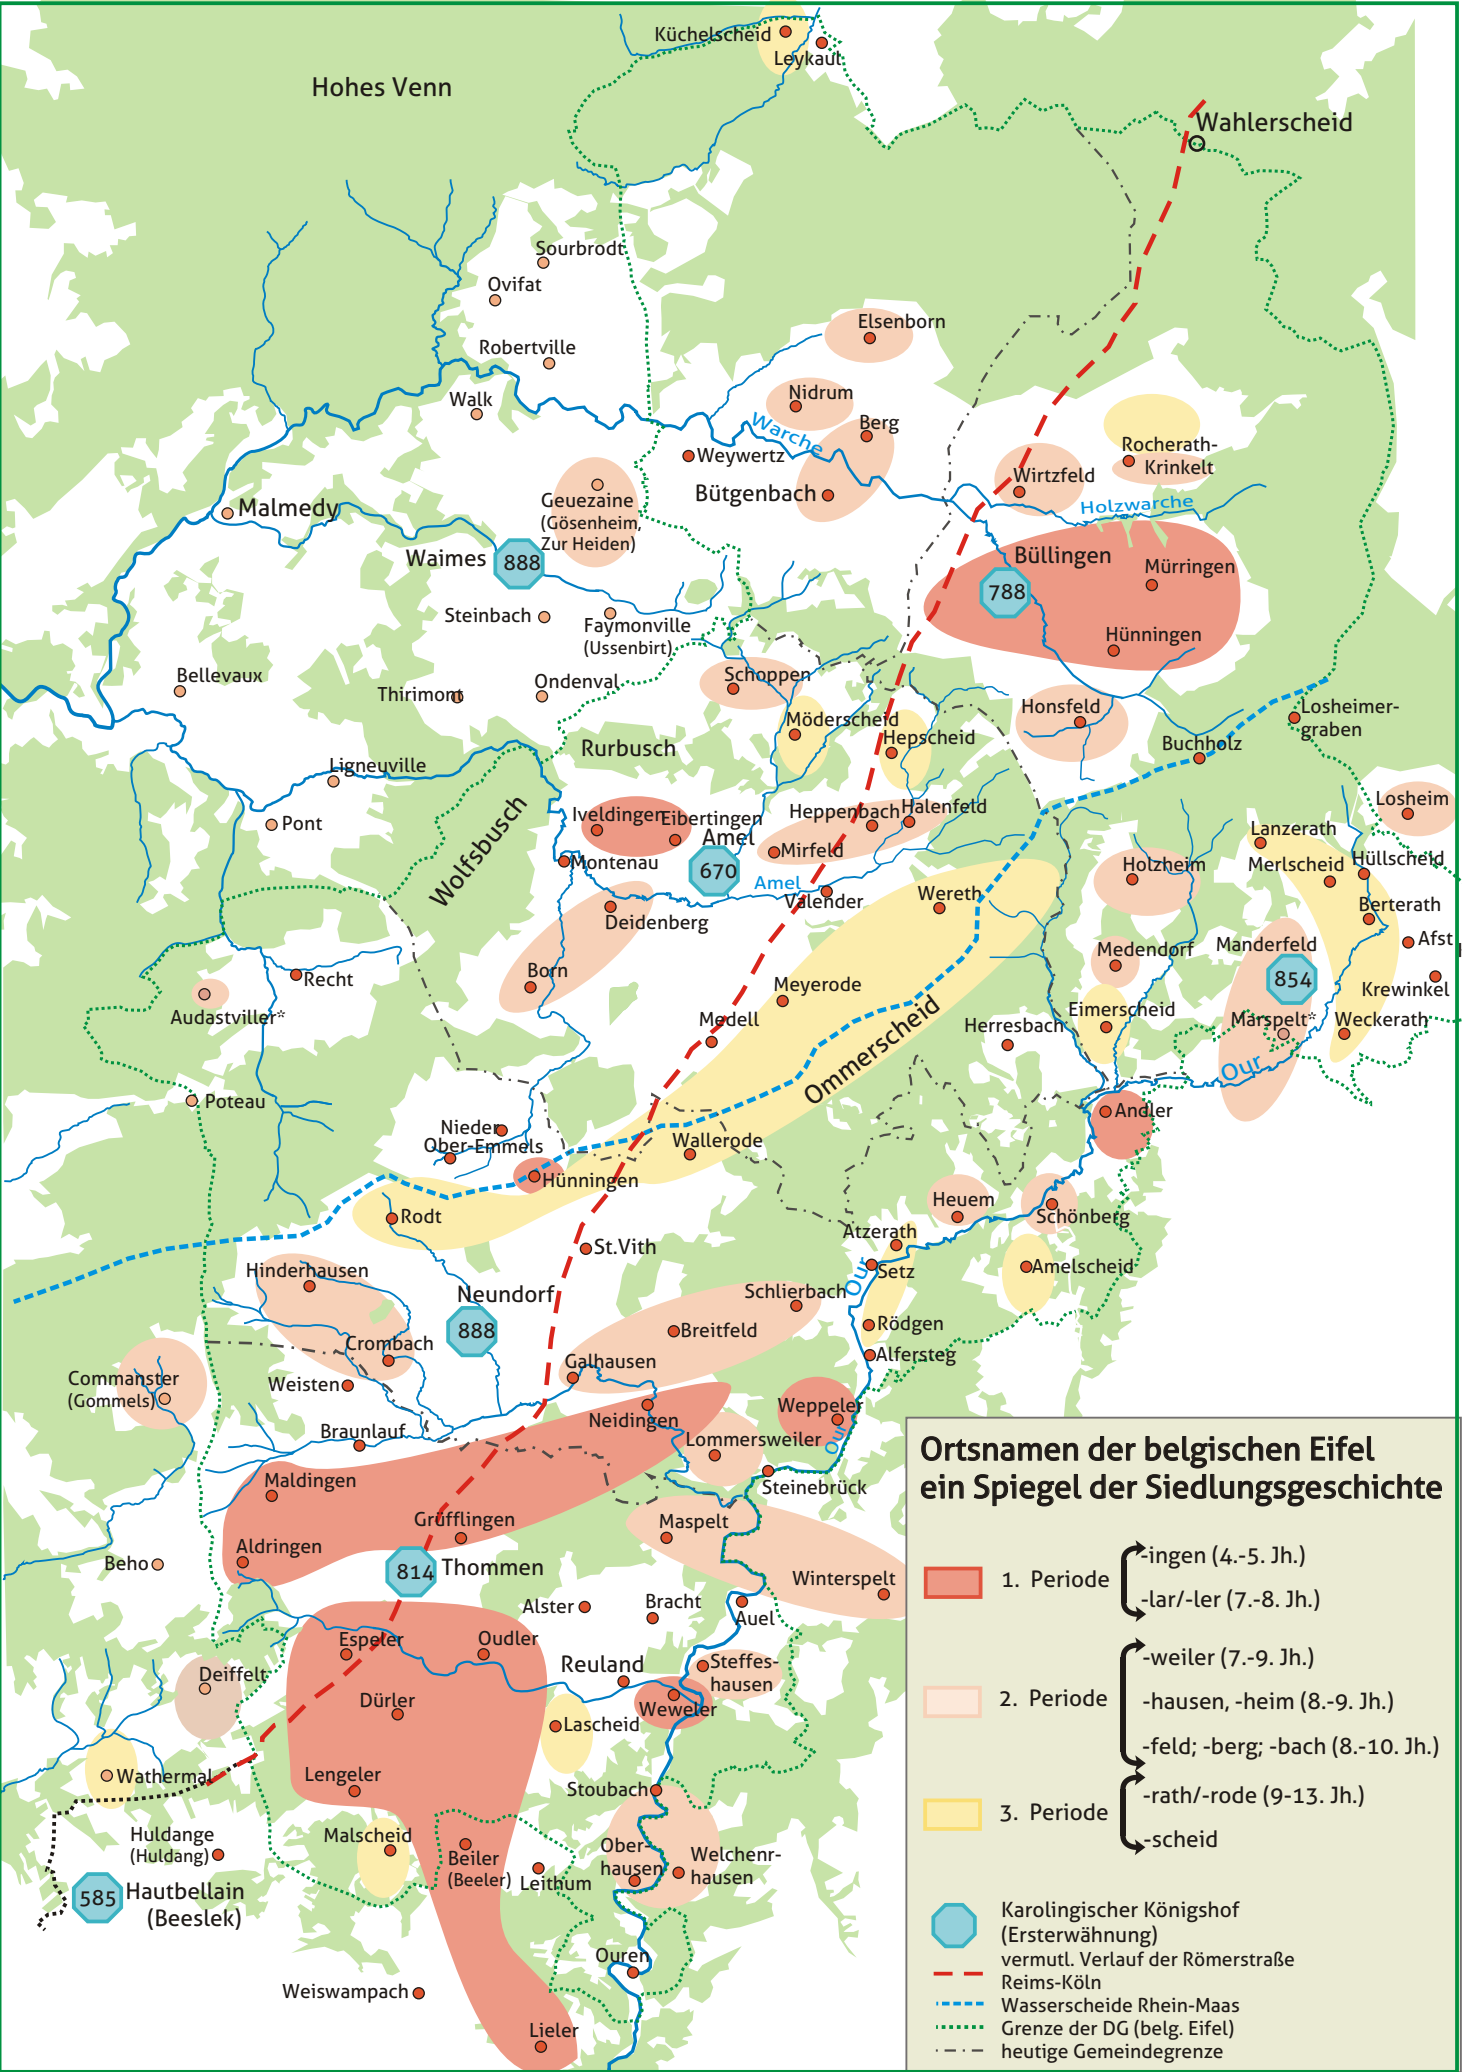 Küchelscheid
Leykaul
Hohes Venn
Wahlerscheid
Sourbrodt
Ovifat
Elsenborn
Robertville
Nidrum
Walk
Warche
Berg
Rocherath-
Krinkelt
Weywertz
Wirtzfeld
Bütgenbach
Geuezaine
(Gösenheim,
Zur Heiden)
Holzwarche
Malmedy
Waimes
888
Büllingen
788
Mürringen
Steinbach
Faymonville
(Ussenbirt)
Hünningen
Bellevaux
Thirimont
Ondenval
Schoppen
Möderscheid
Hepscheid
Honsfeld
Losheimer-
graben
Buchholz
Rurbusch
Ligneuville
Wolfsbusch
Pont
Iveldingen
Eibertingen
Amel
670
Heppenbach
Halenfeld
Losheim
Mirfeld
Lanzerath
Merlscheid
Hüllscheid
Montenau
Holzheim
Amel
Valender
Wereth
Berterath
Deidenberg
Afst
Medendorf
Manderfeld
854
Born
Recht
Meyerode
Krewinkel
Audastviller*
Medell
Ommerscheid
Herresbach
Eimerscheid
Marspelt*
Weckerath
Our
Poteau
Andler
Nieder-
Ober-Emmels
Wallerode
Hünningen
Rodt
Heuem
Schönberg
St.Vith
Atzerath
Setz
Our
Amelscheid
Hinderhausen
Neundorf
888
Schlierbach
Breitfeld
Rödgen
Crombach
Galhausen
Alfersteg
Commanster
(Gommels)
Weisten
Weppeler
Neidingen
Our
Braunlauf
Lommersweiler
Steinebrück
Maldingen
Grüfflingen
Maspelt
Aldringen
Beho
814
Thommen
Winterspelt
Alster
Bracht
Auel
Espeler
Oudler
Reuland
Steffes-
hausen
Deiffelt
Dürler
Weweler
Lascheid
Wathermal
Lengeler
Stoubach
Huldange
(Huldang)
Malscheid
Beiler
(Beeler)
Leithum
Ober-
hausen
Welchenr-
hausen
585
Hautbellain
(Beeslek)
Ouren
Weiswampach
Lieler
Ortsnamen der belgischen Eifel
ein Spiegel der Siedlungsgeschichte
1. Periode
-ingen (4.-5. Jh.)
-lar/-ler (7.-8. Jh.)
2. Periode
-weiler (7.-9. Jh.)
-hausen, -heim (8.-9. Jh.)
-feld; -berg; -bach (8.-10. Jh.)
3. Periode
-rath/-rode (9-13. Jh.)
-scheid
Karolingischer Königshof
(Ersterwähnung)
vermutl. Verlauf der Römerstraße
Reims-Köln
Wasserscheide Rhein-Maas
Grenze der DG (belg. Eifel)
heutige Gemeindegrenze